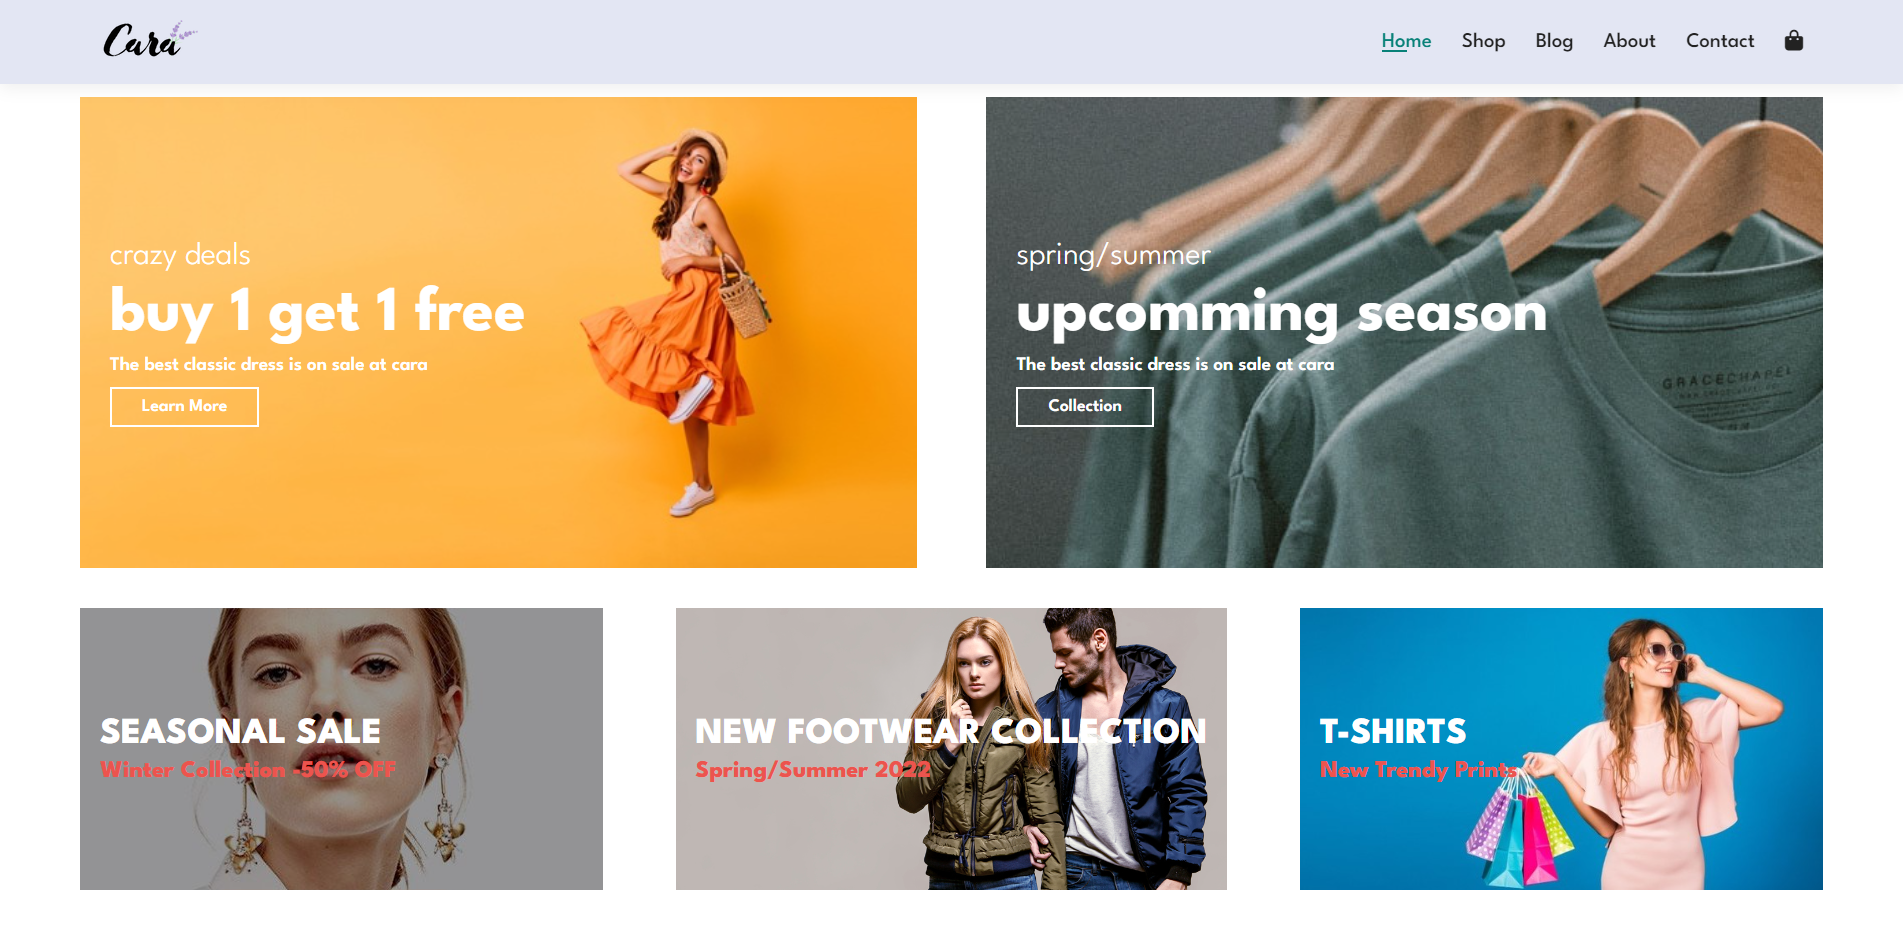 Cara
Home Shop Blog About Contact
crazy deals
buy 1 get 1 free
The best classic dress is on sale at cara
Learn More
spring/summer
upcomming season
The best classic dress is on sale at cara
Collection
GRACECHAPEL
SEASONAL SALE
Winter Collection -50% OFF
NEW FOOTWEAR COLLECTION
Spring/Summer 2022
T-SHIRTS
New Trendy Prints